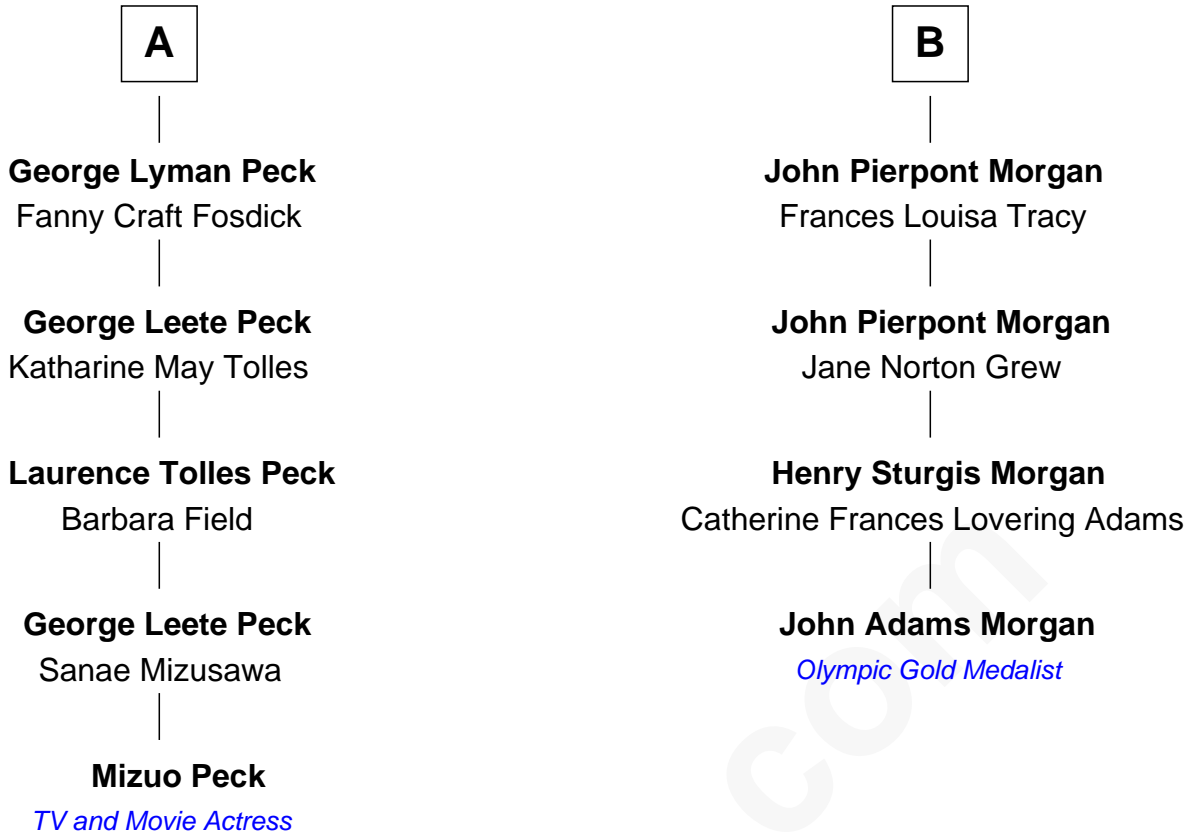 A
George Lyman Peck
Fanny Craft Fosdick
George Leete Peck
Katharine May Tolles
Laurence Tolles Peck
Barbara Field
George Leete Peck
Sanae Mizusawa
Mizuo Peck
TV and Movie Actress
B
John Pierpont Morgan
Frances Louisa Tracy
John Pierpont Morgan
Jane Norton Grew
Henry Sturgis Morgan
Catherine Frances Lovering Adams
John Adams Morgan
Olympic Gold Medalist
com